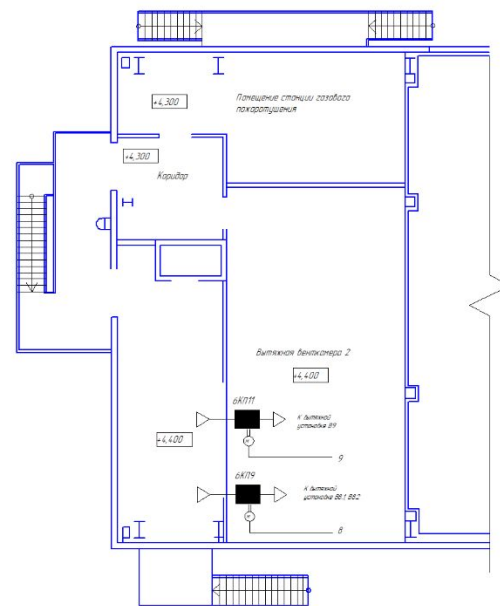 +4,300
Помещение станции газового
пожаротушения
+4,300
Коридор
Вытяжная венткамера 2
+4,400
6КП11
К вытяжной
установке В9
+4,400
М
9
6КП9
К вытяжной
установке В8.1, В8.2
М
8